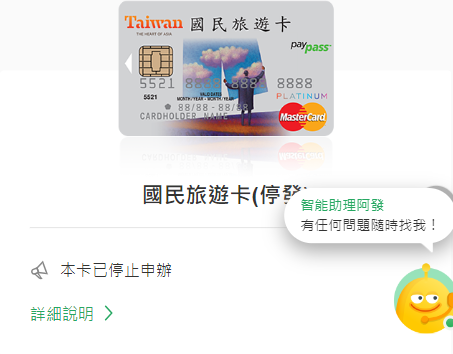 Taiwan 國民旅遊卡
THE HEART OF ASIA
paypass
5521 8888 8888 8888
5521
VALID DATES
MONTH/YEAR - MONTH/YEAR
PLATINUM
88/88 - 88/88
CARDHOLDER NAME
MasterCard
國民旅遊卡(停發
智能助理阿發
有任何問題隨時找我！
本卡已停止申辦
詳細說明